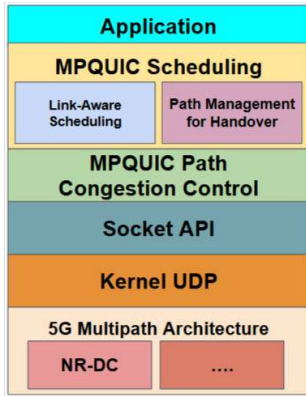 Application
MPQUIC Scheduling
Link-Aware
Scheduling
Path Management
for Handover
MPQUIC Path
Congestion Control
Socket API
Kernel UDP
5G Multipath Architecture
NR-DC
....